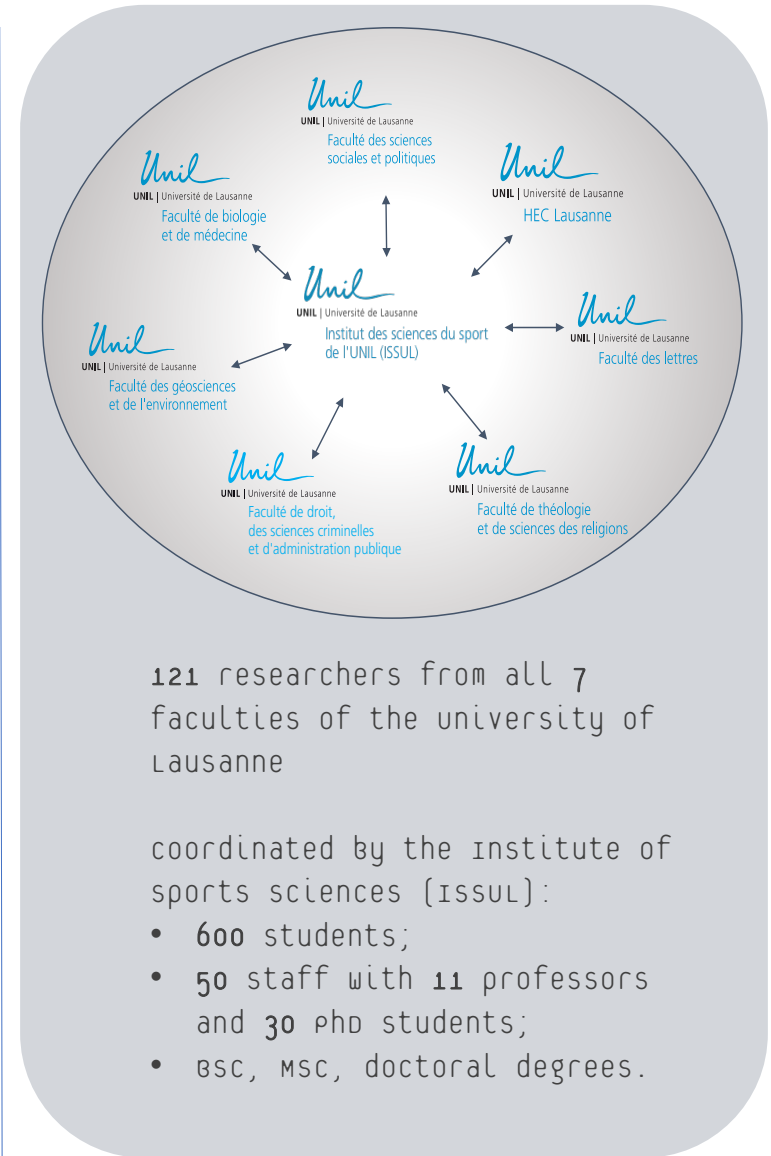 Unil
UNIL | Université de Lausanne
Faculté des sciences
sociales et politiques
Unil
UNIL | Université de Lausanne
HEC Lausanne
Unil
UNIL | Université de Lausanne
Faculté de biologie
et de médecine
Unil
UNIL | Université de Lausanne
Institut des sciences du sport
de l'UNIL (ISSUL)
Unil
UNIL | Université de Lausanne
Faculté des lettres
Unil
UNIL | Université de Lausanne
Faculté des géosciences
et de l'environnement
Unil
UNIL | Université de Lausanne
Faculté de droit,
des sciences criminelles
et d'administration publique
Unil
UNIL | Université de Lausanne
Faculté de théologie
et de sciences des religions
121 researchers from all 7
faculties of the university of
Lausanne
coordinated by the Institute of
sports sciences (ISSUL):
• 600 students;
• 50 staff with 11 professors
and 30 PhD students;
• BSC, MSC, doctoral degrees.